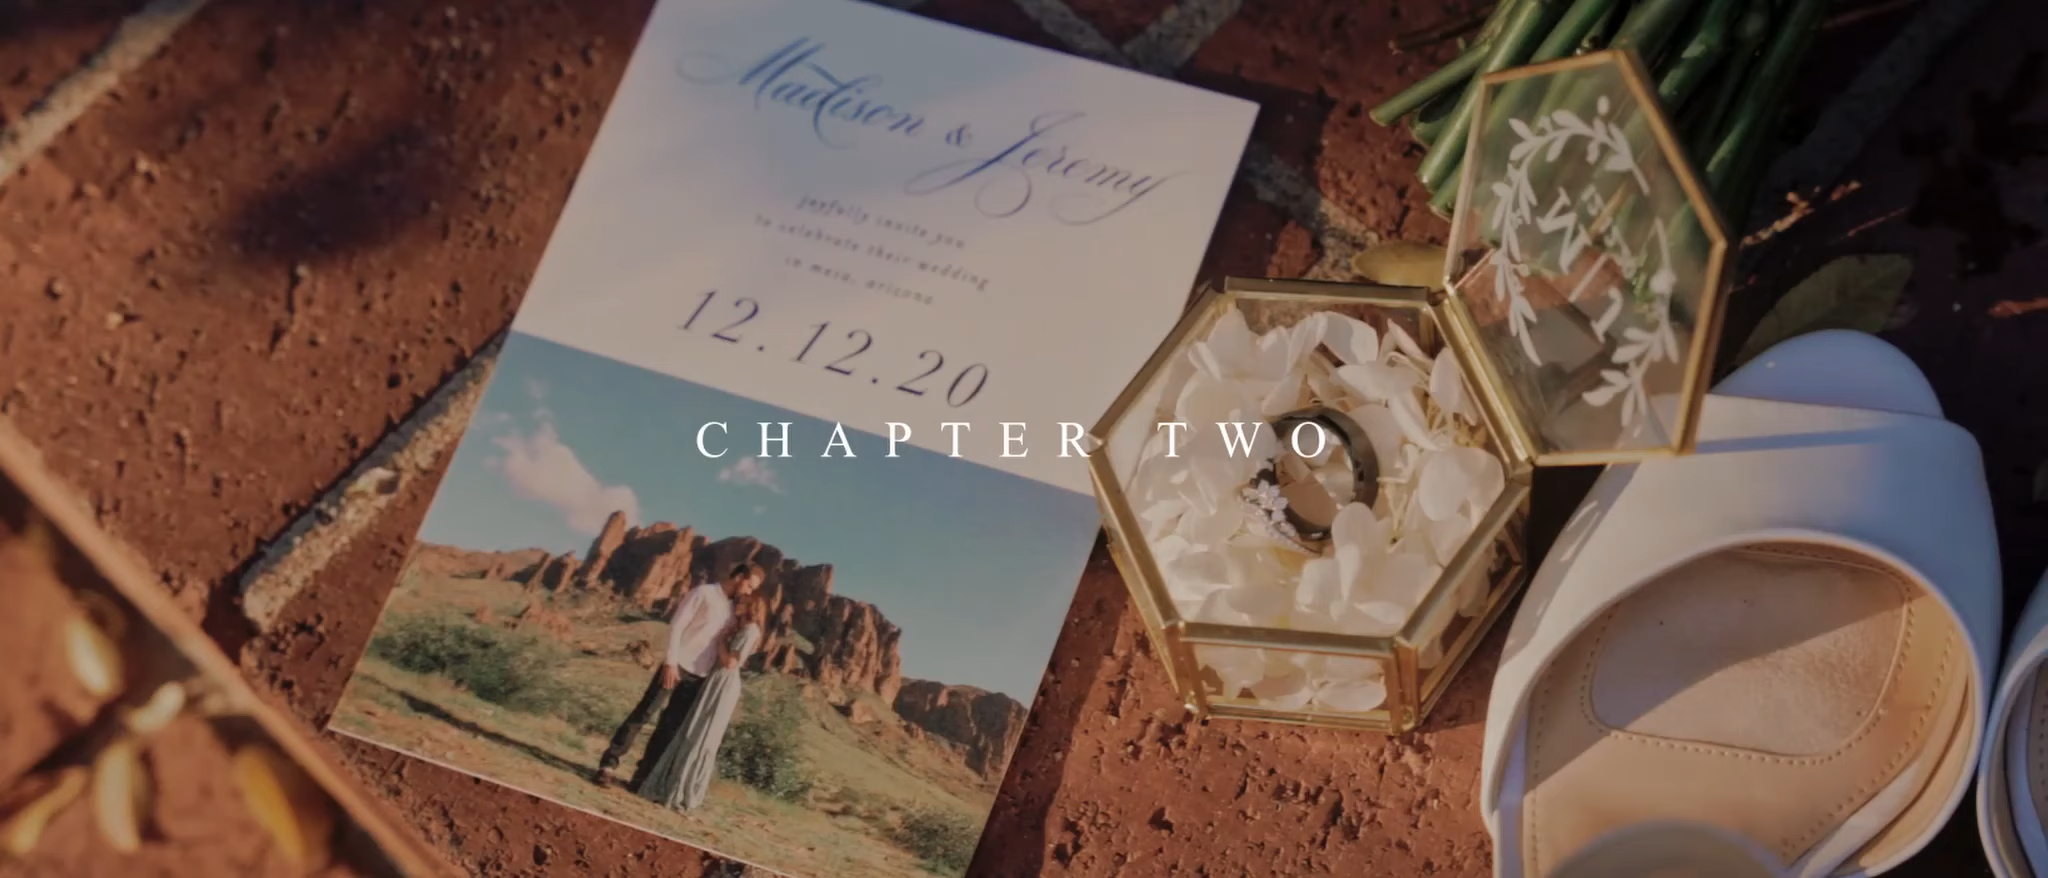 Madison & Jeremy
joyfully invite you
to celebrate their wedding
in mesa, arizona
12.12.20
CHAPTER TWO
M
J